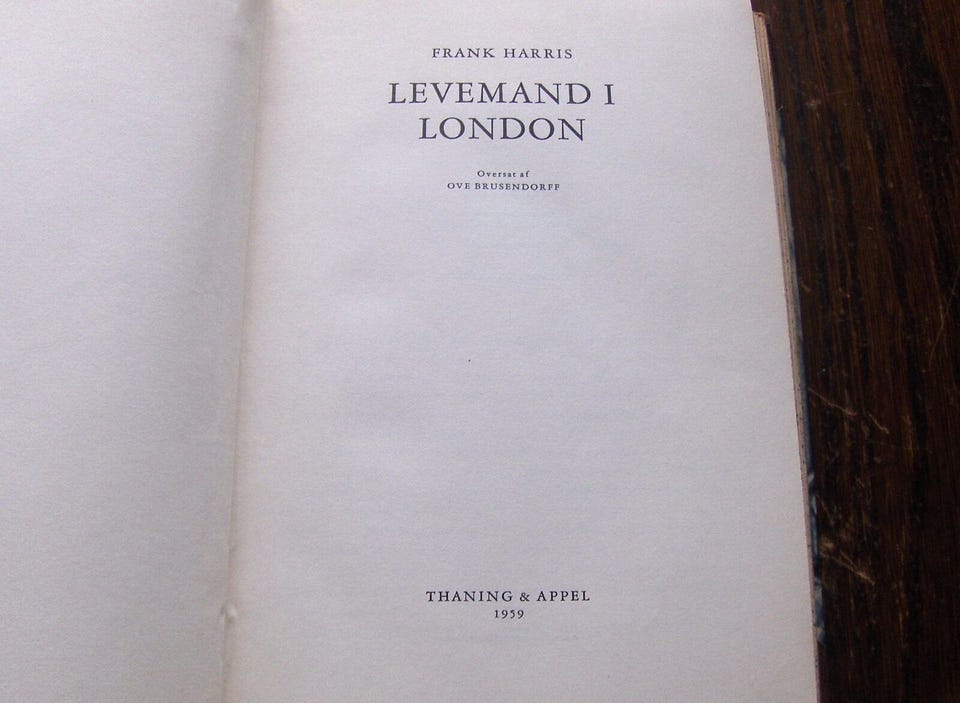 FRANK HARRIS
LEVEMAND I
LONDON
Oversat af
OVE BRUSENDORFF
THANING & APPEL
1959